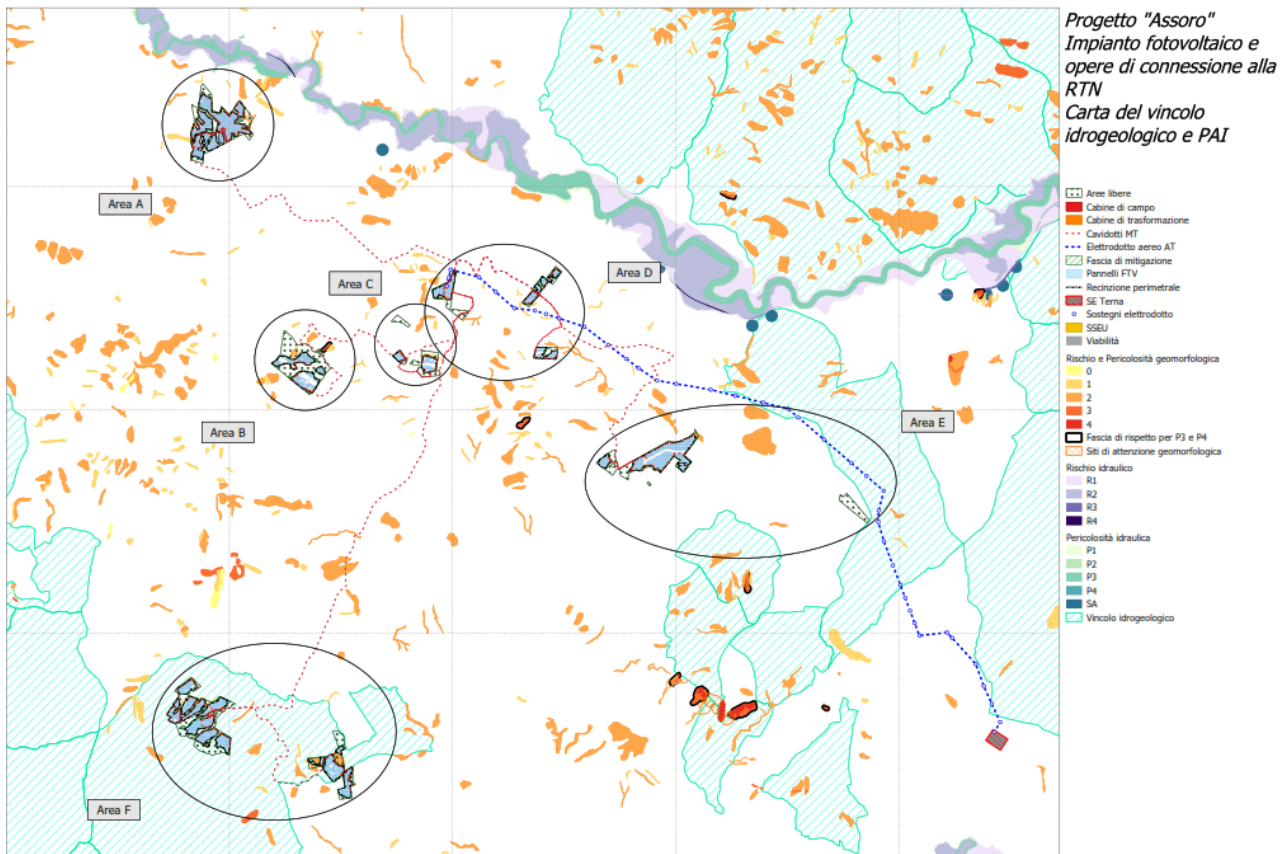 Progetto "Assoro"
Impianto fotovoltaico e
opere di connessione alla
RTN
Carta del vincolo
idrogeologico e PAI
Area A
Area C
Area D
Area B
Area E
Area F
Aree libere
Cabine di campo
Cabine di trasformazione
Cavidotti MT
Elettrodotto aereo AT
Fascia di mitigazione
Pannelli FTV
Recinzione perimetrale
SE Terna
Sostegni elettrodotto
SSEU
Viabilità
Rischio e Pericolosità geomorfologica
0
1
2
3
4
Fascia di rispetto per P3 e P4
Siti di attenzione geomorfologica
Rischio idraulico
R1
R2
R3
R4
Pericolosità idraulica
P1
P2
P3
P4
SA
Vincolo idrogeologico